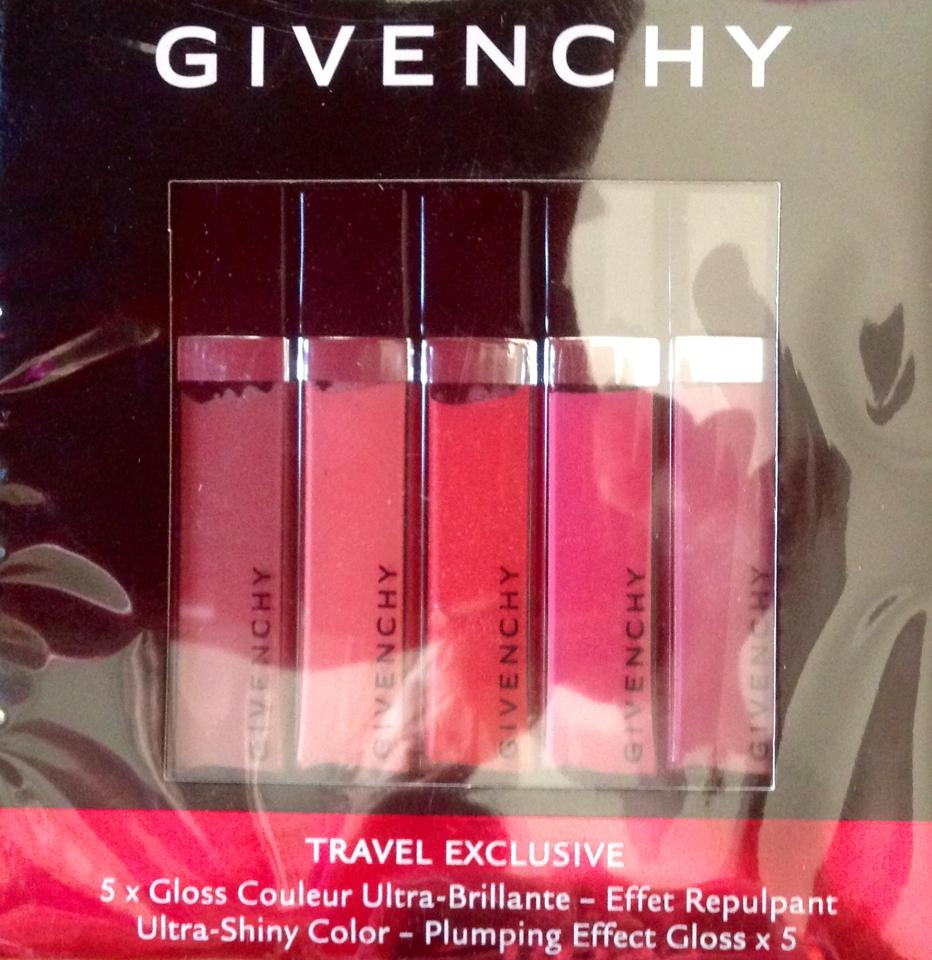 GIVENCHY
GIVENCHY
GIVENCHY
GIVENCHY
GIVENCHY
GIVENCHY
TRAVEL EXCLUSIVE
5 x Gloss Couleur Ultra-Brillante – Effet Repulpant
Ultra-Shiny Color – Plumping Effect Gloss x 5